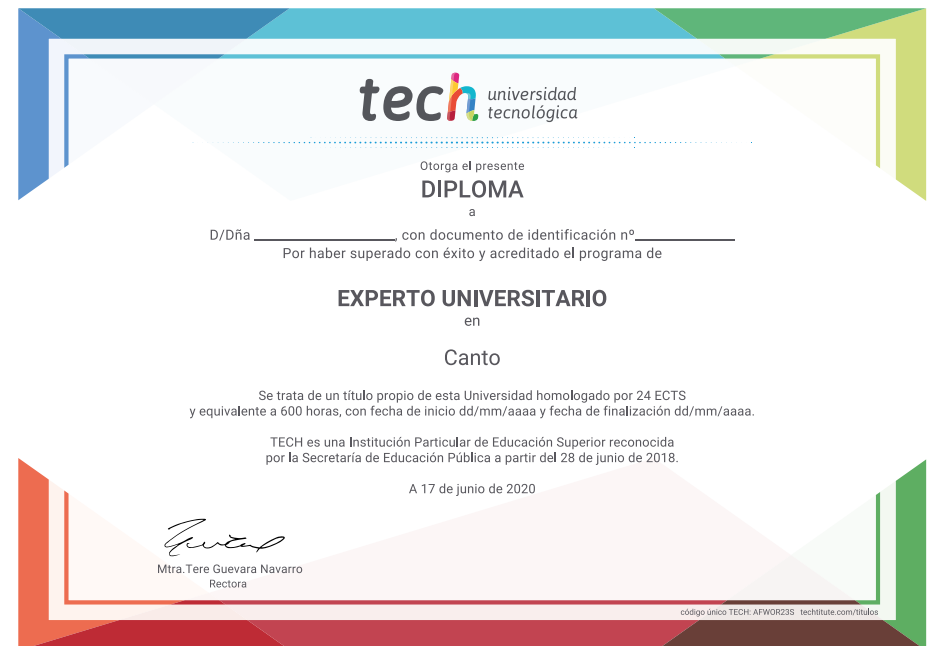 tech universidad
tecnológica
Otorga el presente
DIPLOMA
a
D/Dña ____________________, con documento de identificación nº______________
Por haber superado con éxito y acreditado el programa de
EXPERTO UNIVERSITARIO
en
Canto
Se trata de un título propio de esta Universidad homologado por 24 ECTS
y equivalente a 600 horas, con fecha de inicio dd/mm/aaaa y fecha de finalización dd/mm/aaaa.
TECH es una Institución Particular de Educación Superior reconocida
por la Secretaría de Educación Pública a partir del 28 de junio de 2018.
A 17 de junio de 2020
Mtra.Tere Guevara Navarro
Rectora
código único TECH: AFWOR23S techtitute.com/titulos